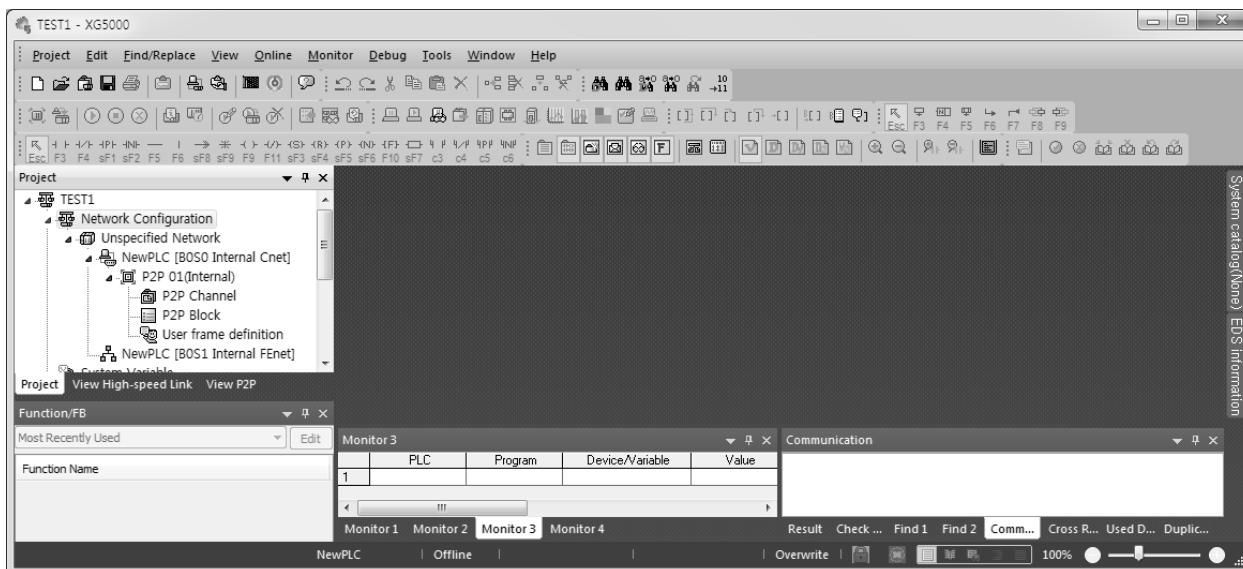 TEST1 - XG5000
Project Edit Find/Replace View Online Monitor Debug Tools Window Help
Esc F3 F4 F5 F6 F7 F8 F9
Esc F3 F4 sF1 sF2 F5 F6 sF8 sF9 F9 F11 sF3 sF4 sF5 sF6 F10 sF7 c3 c4 c5 c6
Project
TEST1
Network Configuration
Unspecified Network
NewPLC [B0S0 Internal Cnet]
P2P 01(Internal)
P2P Channel
P2P Block
User frame definition
NewPLC [B0S1 Internal FEnet]
System Variable
Project View High-speed Link View P2P
Function/FB
Most Recently Used Edit
Function Name
Monitor 3
PLC Program Device/Variable Value
1
Monitor 1 Monitor 2 Monitor 3 Monitor 4
Communication
Result Check ... Find 1 Find 2 Comm... Cross R... Used D... Duplic...
System catalog(None)
EDS information
NewPLC Offline Overwrite 100%